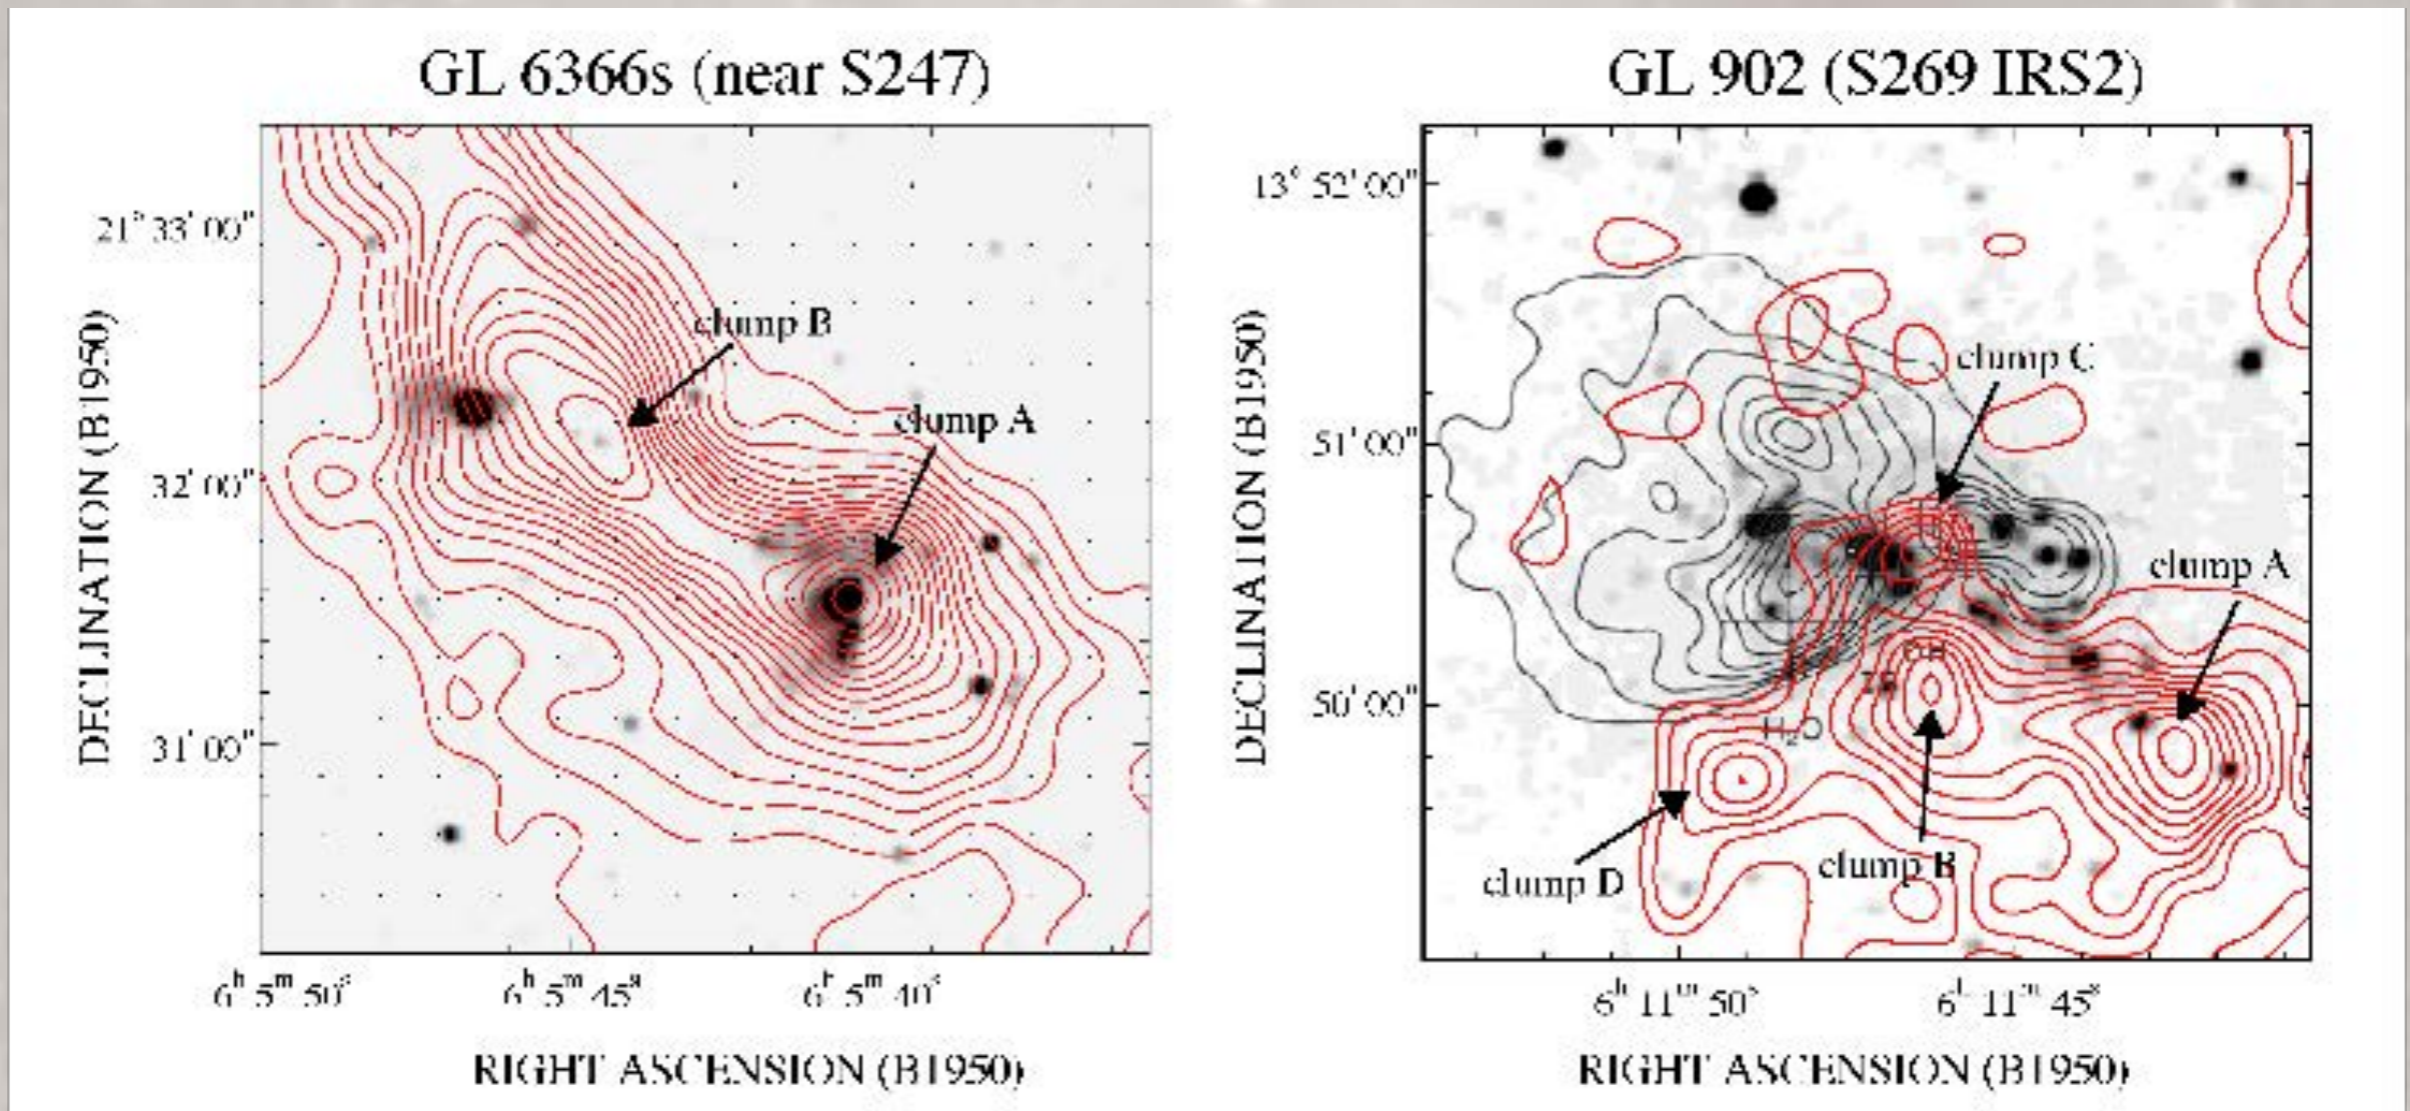 GL 6366s (near S247)
21° 33' 00"
32' 00"
31' 00"
DECLINATION (B1950)
clump B
clump A
6h 5m 50s
6h 5m 45s
6h 5m 40s
RIGHT ASCENSION (B1950)
GL 902 (S269 IRS2)
13° 52' 00"
51' 00"
50' 00"
DECLINATION (B1950)
clump C
clump A
OH
H₂O
clump D
clump B
6h 11m 50s
6h 11m 45s
RIGHT ASCENSION (B1950)